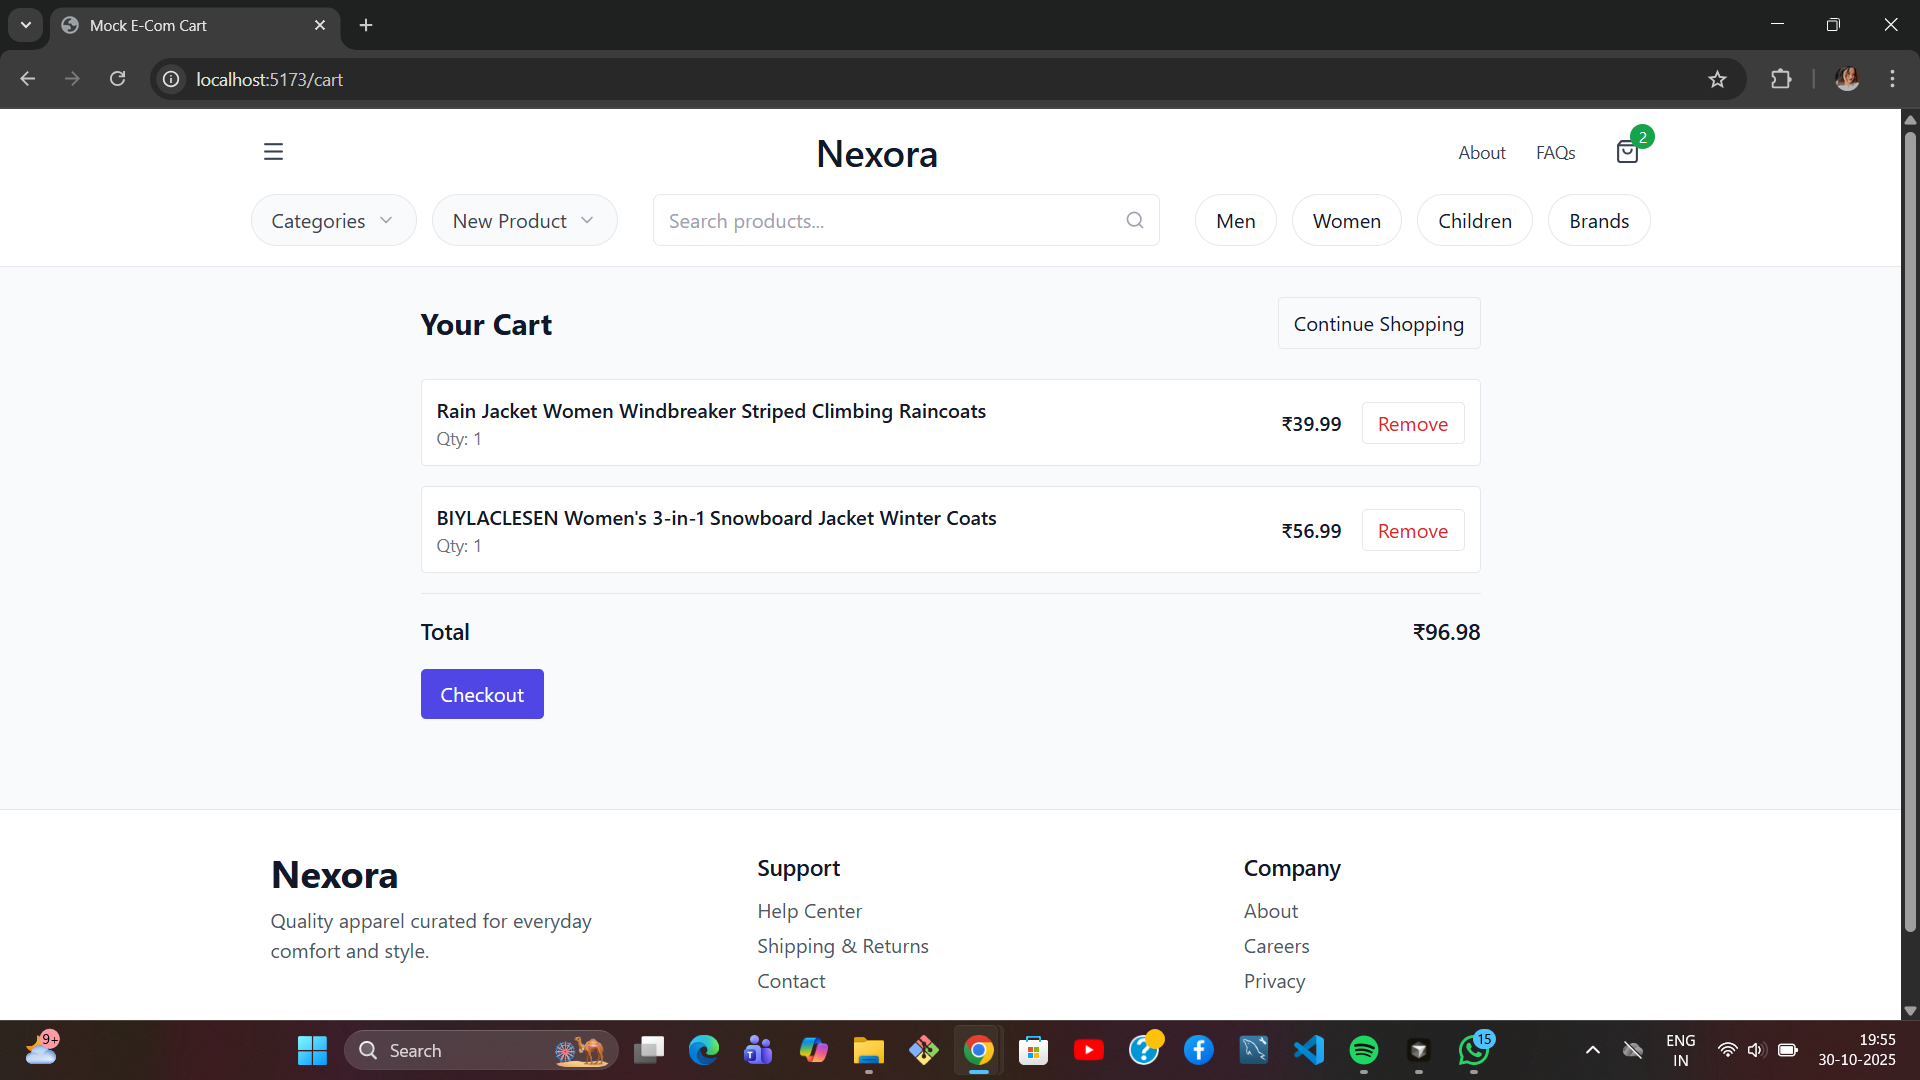 Mock E-Com Cart
localhost:5173/cart
Nexora
About
FAQs
2
Categories
New Product
Search products...
Men
Women
Children
Brands
Your Cart
Continue Shopping
Rain Jacket Women Windbreaker Striped Climbing Raincoats
Qty: 1
₹39.99
Remove
BIYLACLESEN Women's 3-in-1 Snowboard Jacket Winter Coats
Qty: 1
₹56.99
Remove
Total
₹96.98
Checkout
Nexora
Quality apparel curated for everyday
comfort and style.
Support
Help Center
Shipping & Returns
Contact
Company
About
Careers
Privacy
9+
Search
15
ENG
IN
19:55
30-10-2025